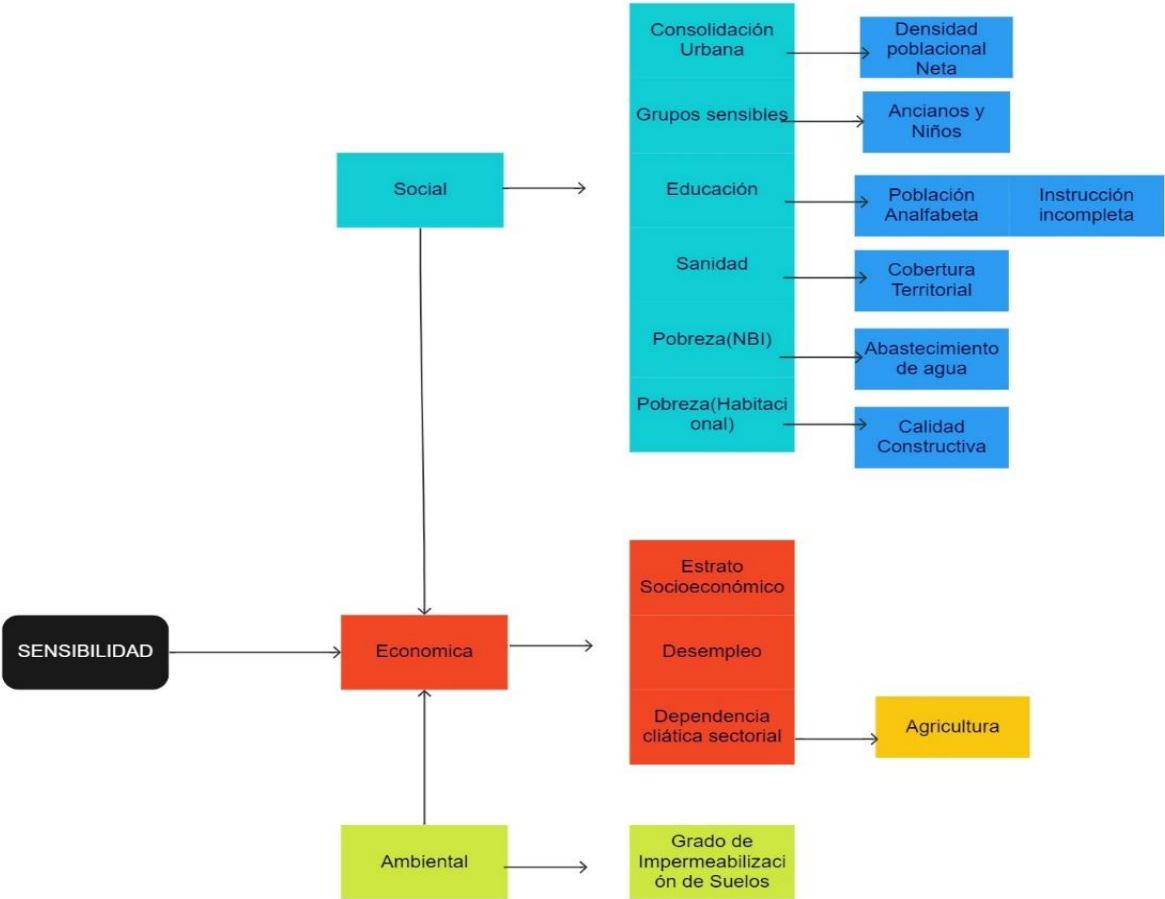 Consolidación
Urbana
Densidad
poblacional
Neta
Grupos sensibles
Ancianos y
Niños
Social
Educación
Población
Analfabeta
Instrucción
incompleta
Sanidad
Cobertura
Territorial
Pobreza(NBI)
Abastecimiento
de agua
Pobreza(Habitaci
onal)
Calidad
Constructiva
SENSIBILIDAD
Economica
Estrato
Socioeconómico
Desempleo
Dependencia
cliática sectorial
Agricultura
Ambiental
Grado de
Impermeabilizaci
ón de Suelos